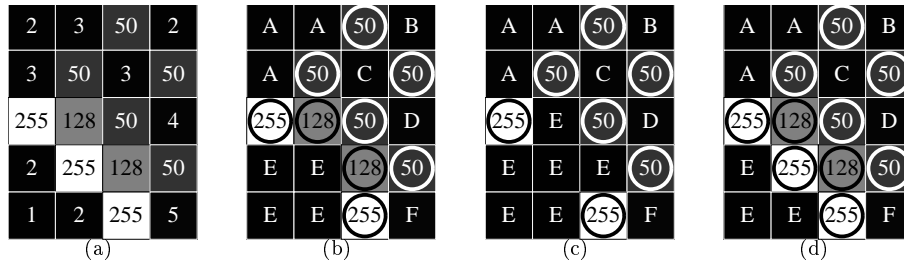 2 3 50 2 A A 50 B A A 50 B A A 50 B
3 50 3 50 A 50 C 50 A 50 C 50 A 50 C 50
255 128 50 4 255 128 50 D 255 E 50 D 255 128 50 D
2 255 128 50 E E 128 50 E E E 50 E 255 128 50
1 2 255 5 E E 255 F E E 255 F E E 255 F
(a) (b) (c) (d)